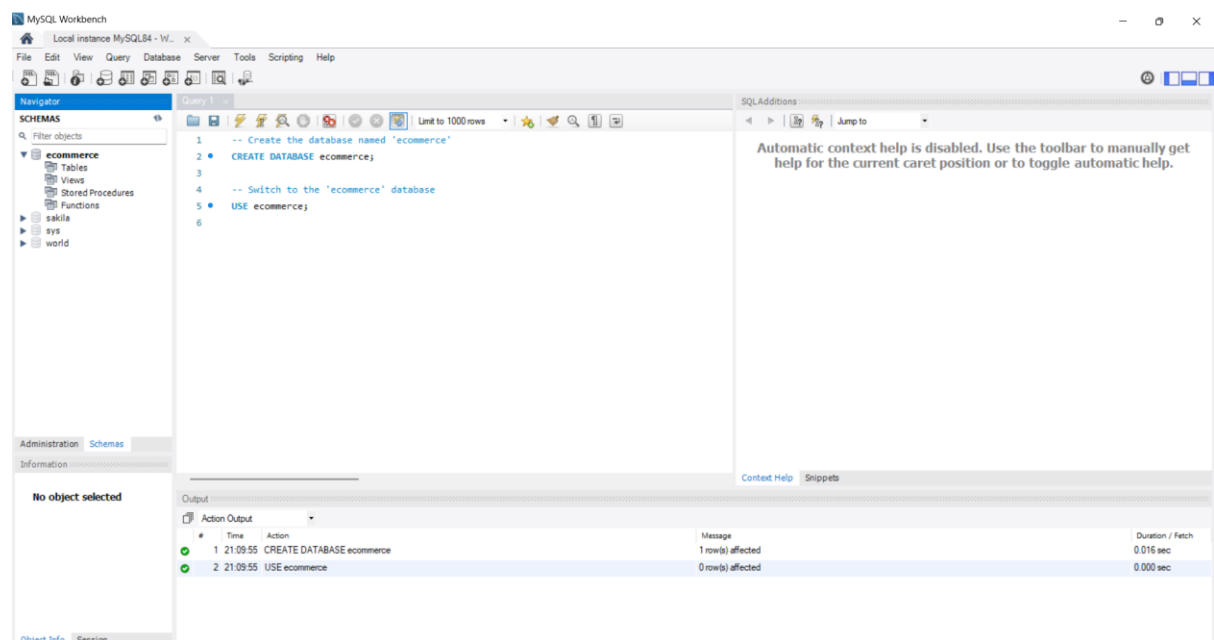 MySQL Workbench
Local instance MySQL84 - W...
File Edit View Query Database Server Tools Scripting Help
Navigator
SCHEMAS
Filter objects
ecommerce
Tables
Views
Stored Procedures
Functions
sakila
sys
world
Administration Schemas
Information
No object selected
Object Info Session
Query 1
Limit to 1000 rows
1 -- Create the database named 'ecommerce'
2 CREATE DATABASE ecommerce;
3
4 -- Switch to the 'ecommerce' database
5 USE ecommerce;
6
SQLAdditions
Jump to
Automatic context help is disabled. Use the toolbar to manually get
help for the current caret position or to toggle automatic help.
Context Help Snippets
Output
Action Output
# Time Action Message Duration / Fetch
1 21:09:55 CREATE DATABASE ecommerce 1 row(s) affected 0.016 sec
2 21:09:55 USE ecommerce 0 row(s) affected 0.000 sec